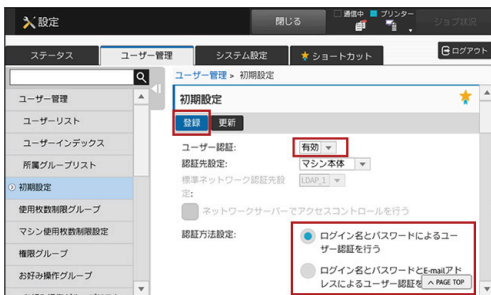 設定
閉じる
通信中
プリンター
ジョブ状況
ステータス
ユーザー管理
システム設定
ショートカット
ログアウト
ユーザー管理 ▸ 初期設定
ユーザー管理
ユーザーリスト
ユーザーインデックス
所属グループリスト
初期設定
使用枚数制限グループ
マシン使用枚数制限設定
権限グループ
お好み操作グループ
初期設定
登録
更新
ユーザー認証:
有効
認証先設定:
マシン本体
標準ネットワーク認証先設
定:
LDAP_1
ネットワークサーバーでアクセスコントロールを行う
認証方法設定:
ログイン名とパスワードによるユー
ザー認証を行う
ログイン名とパスワードとE-mailアド
レスによるユーザー認証を
PAGE TOP